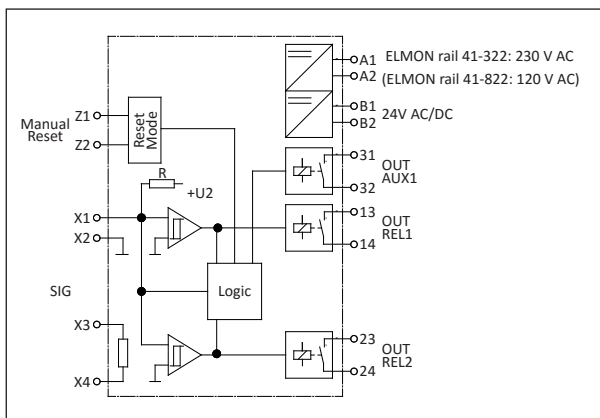 A1 ELMON rail 41-322: 230 V AC
A2 (ELMON rail 41-822: 120 V AC)
B1
B2
24V AC/DC
Manual
Reset
Z1
Z2
Reset
Mode
31
32
OUT
AUX1
R
+U2
X1
X2
13
14
OUT
REL1
SIG
Logic
X3
X4
23
24
OUT
REL2